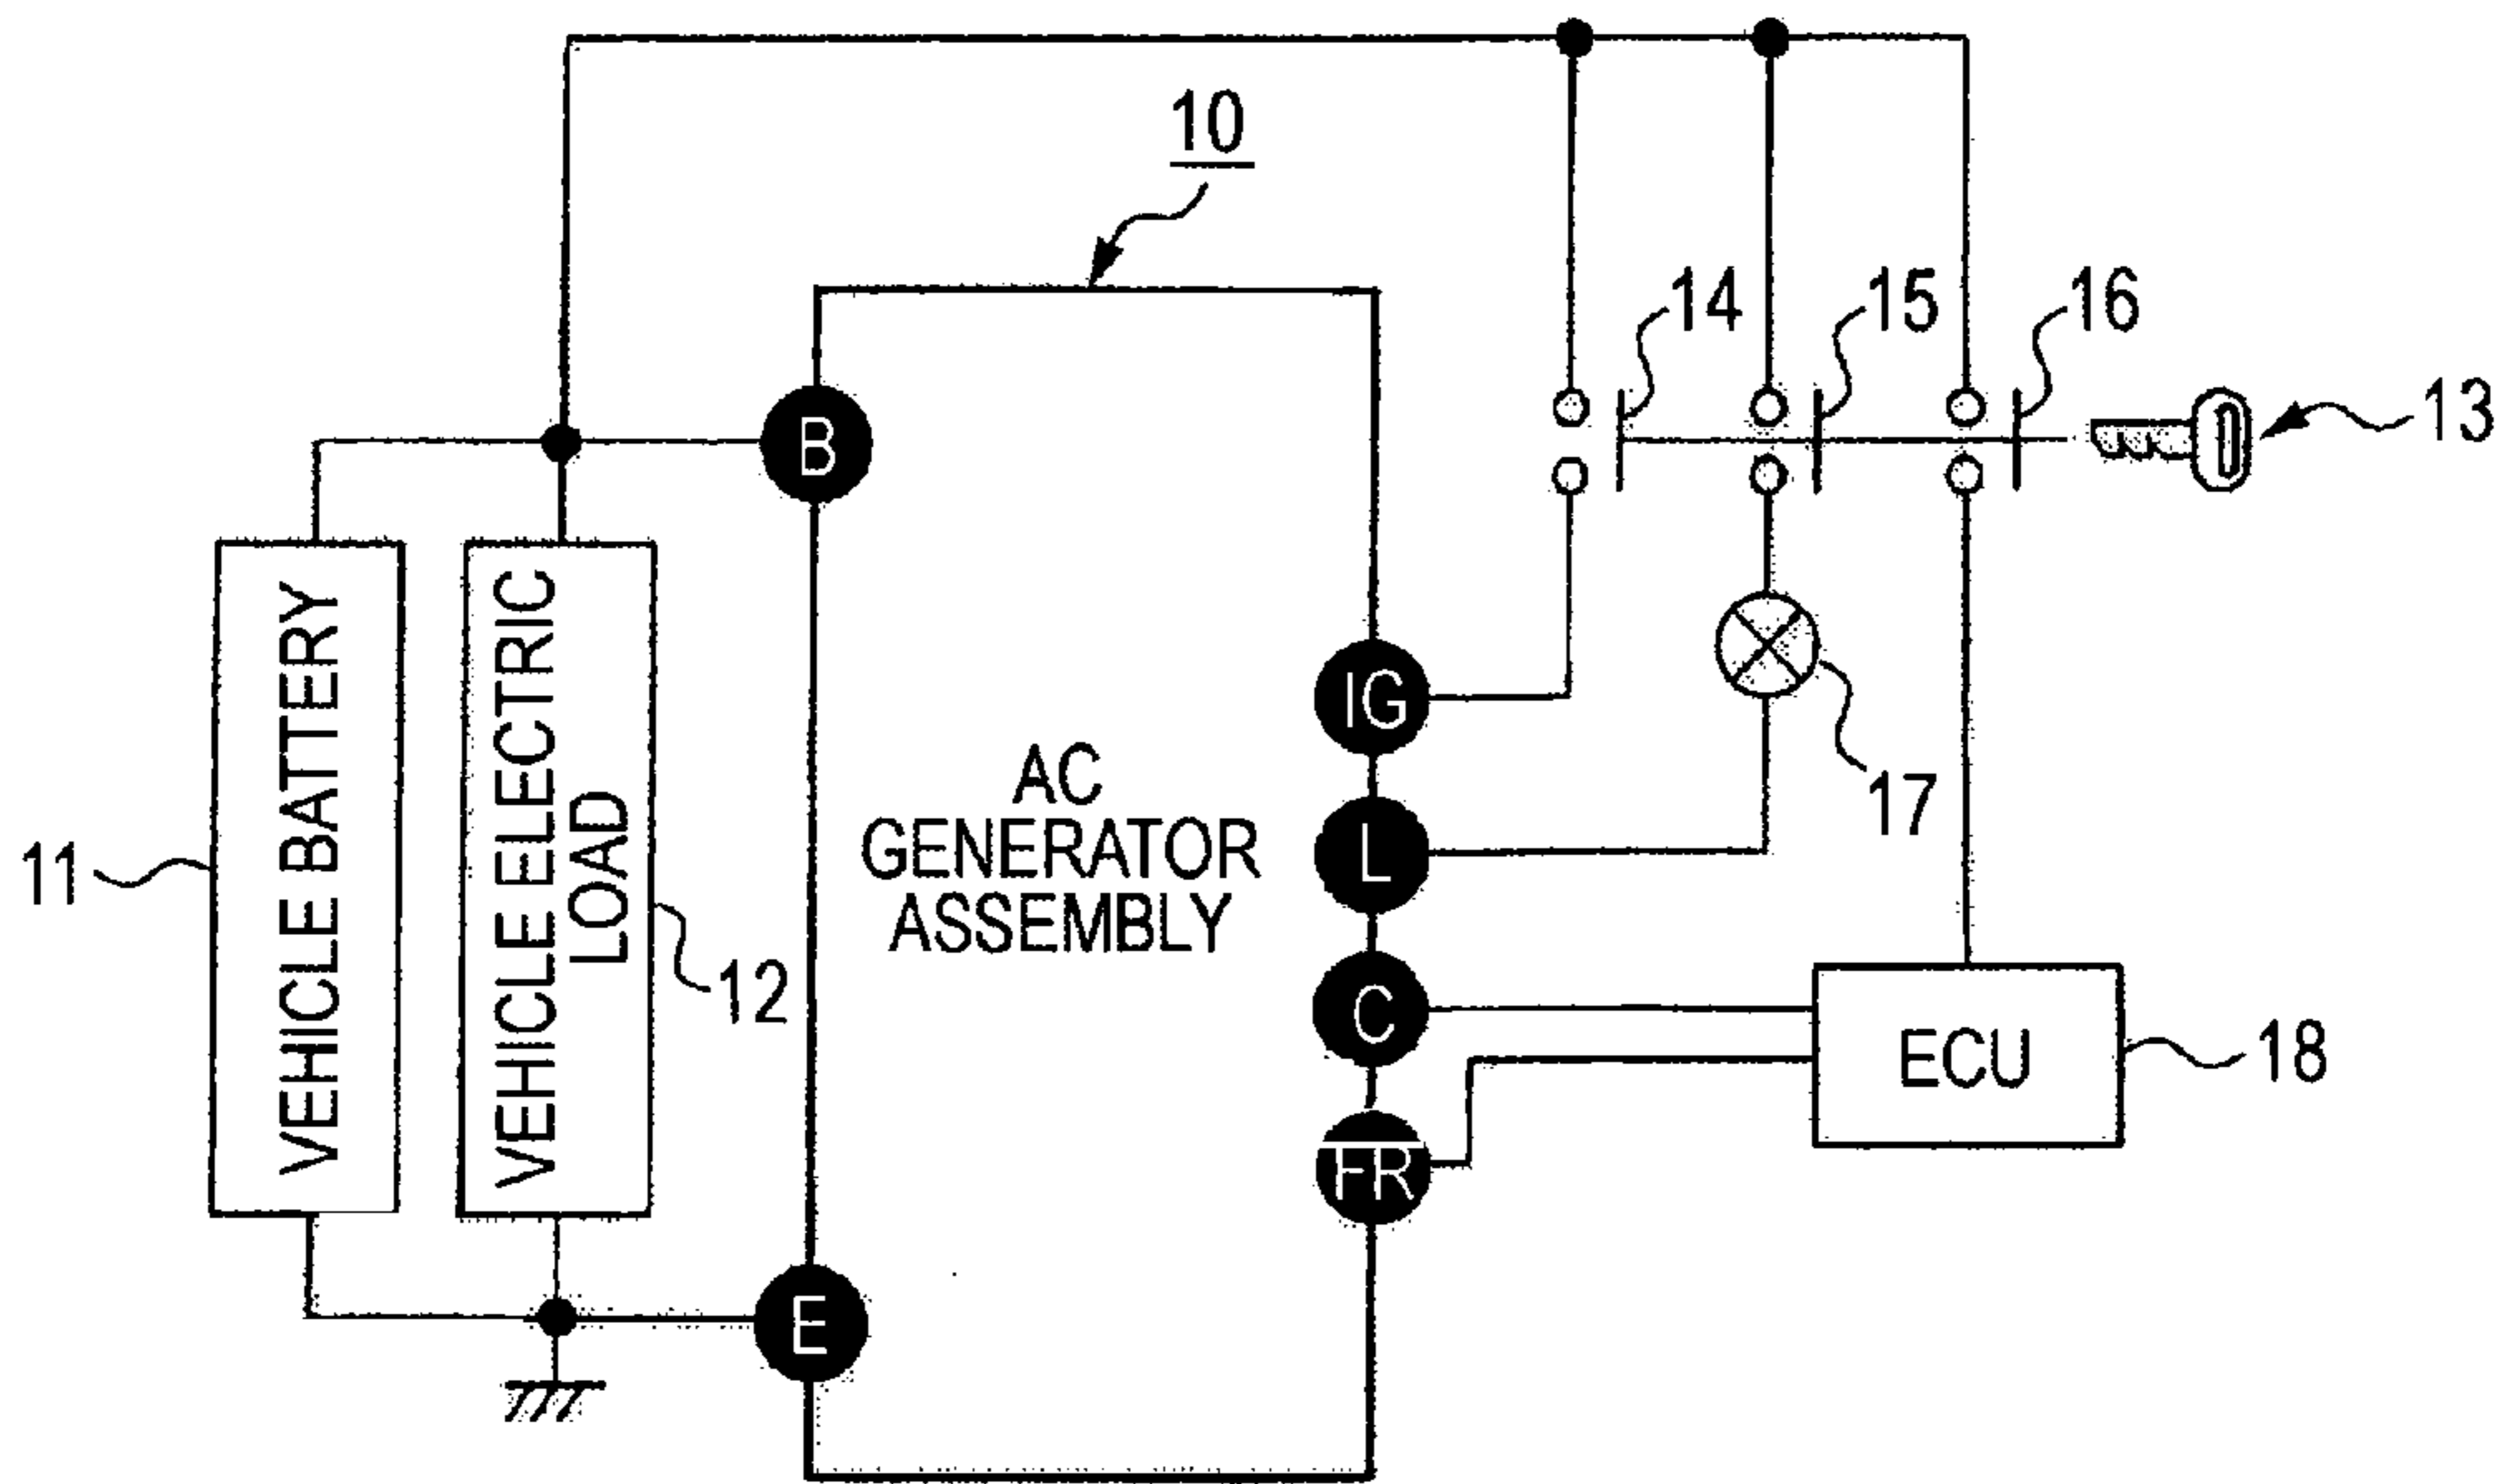 10
14
15
16
13
B
IG
17
AC
GENERATOR
ASSEMBLY
L
11
VEHICLE BATTERY
VEHICLE ELECTRIC
LOAD
12
C
ECU
18
FR
E